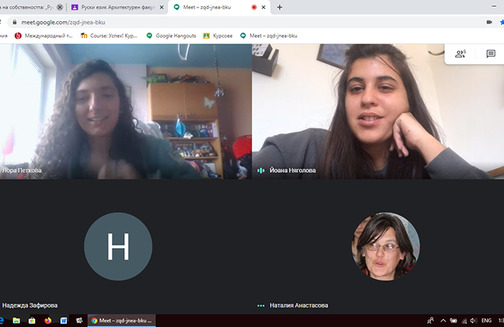 а на собствеността: „Ру
Руски език Архитектурен факу
Meet – zqd-jnea-bku
meet.google.com/zqd-jnea-bku
Международный т...
Course: Успех! Кур...
Google Hangouts
Курсове
Meet – zqd-jnea-bku
Лора Петкова
Йоана Няголова
H
Надежда Зафирова
Наталия Анастасова
Meet – zqd-jnea-bku ...